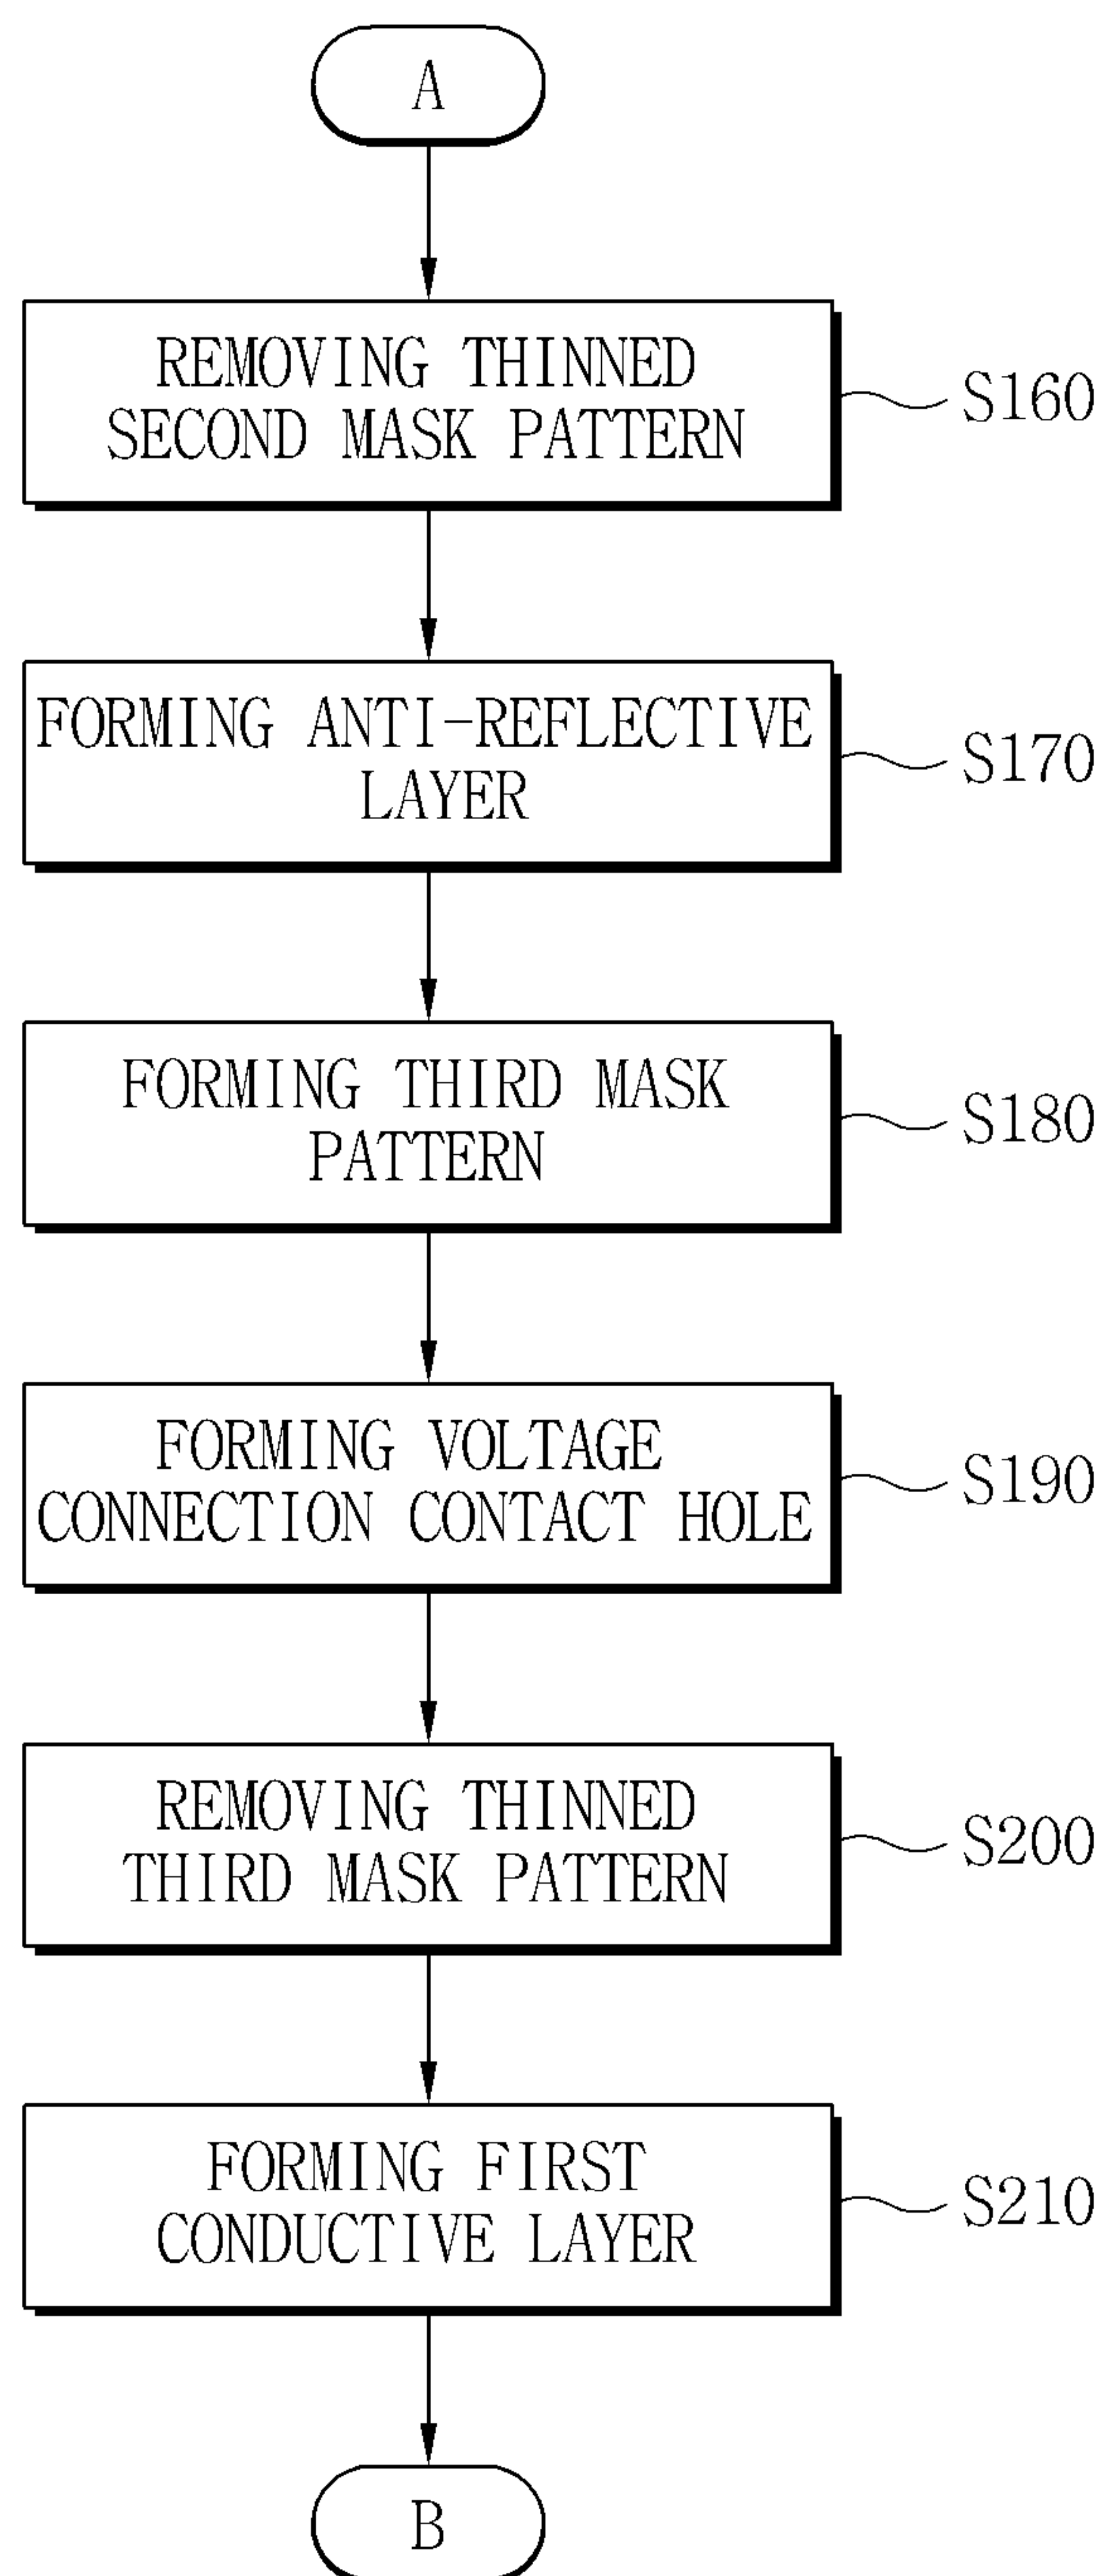 A
REMOVING THINNED
SECOND MASK PATTERN
S160
FORMING ANTI-REFLECTIVE
LAYER
S170
FORMING THIRD MASK
PATTERN
S180
FORMING VOLTAGE
CONNECTION CONTACT HOLE
S190
REMOVING THINNED
THIRD MASK PATTERN
S200
FORMING FIRST
CONDUCTIVE LAYER
S210
B